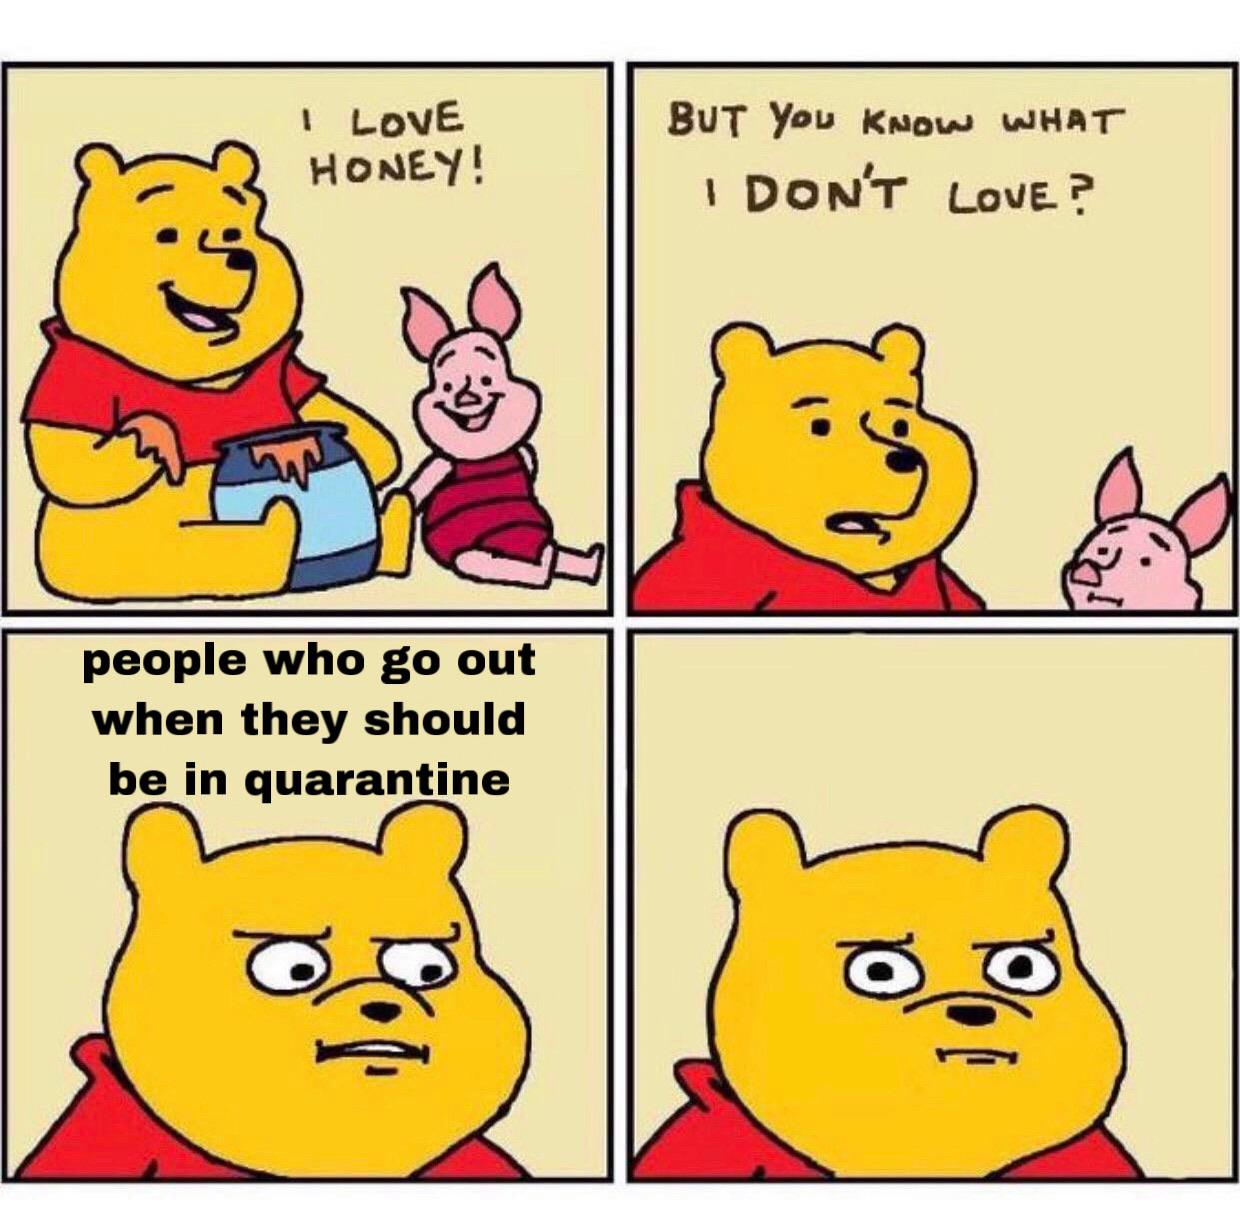 I LOVE
HONEY!
BUT YOU KNOW WHAT
I DON'T LOVE?
people who go out
when they should
be in quarantine